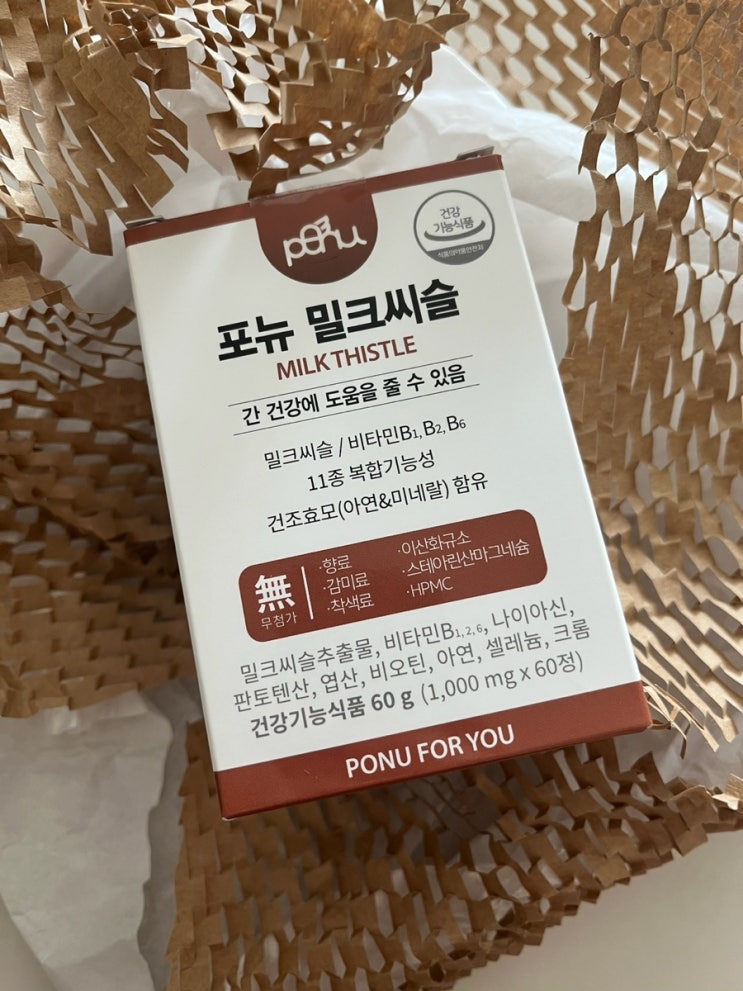 ponu
건강
기능식품
식품의약품안전처
포뉴 밀크씨슬
MILK THISTLE
간 건강에 도움을 줄 수 있음
밀크씨슬 / 비타민B1, B2, B6
11종 복합기능성
건조효모(아연&미네랄) 함유
無
무첨가
·향료
·감미료
·착색료
·이산화규소
·스테아린산마그네슘
·HPMC
밀크씨슬추출물, 비타민B1, 2, 6, 나이아신,
판토텐산, 엽산, 비오틴, 아연, 셀레늄, 크롬
건강기능식품 60 g (1,000 mg x 60정)
PONU FOR YOU